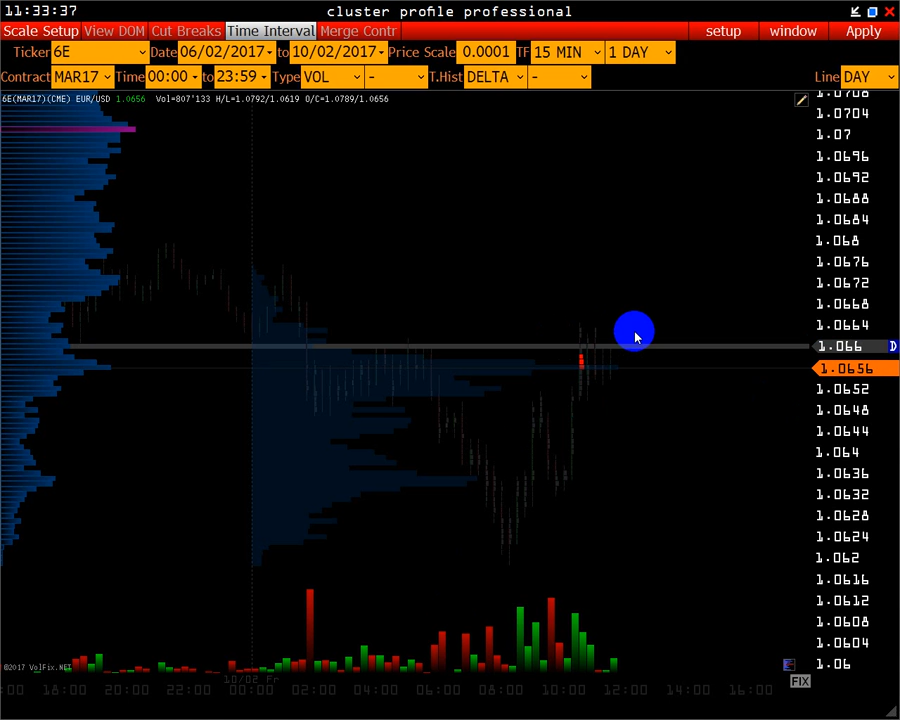 11:33:37 cluster profile professional
Scale Setup View DOM Cut Breaks Time Interval Merge Contr setup window Apply
Ticker 6E Date 06/02/2017 to 10/02/2017 Price Scale 0.0001 TF 15 MIN 1 DAY
Contract MAR17 Time 00:00 to 23:59 Type VOL - T.Hist DELTA - Line DAY
6E(MAR17)(CME) EUR/USD 1.0656 Vol=807'133 H/L=1.0792/1.0619 O/C=1.0789/1.0656
1.0708
1.0704
1.07
1.0696
1.0692
1.0688
1.0684
1.068
1.0676
1.0672
1.0668
1.0664
1.066 D
1.0656
1.0652
1.0648
1.0644
1.064
1.0636
1.0632
1.0628
1.0624
1.062
1.0616
1.0612
1.0608
1.0604
1.06
©2017 VolFix.NET
10/02 Fr
FIX
:00 18:00 20:00 22:00 00:00 02:00 04:00 06:00 08:00 10:00 12:00 14:00 16:00